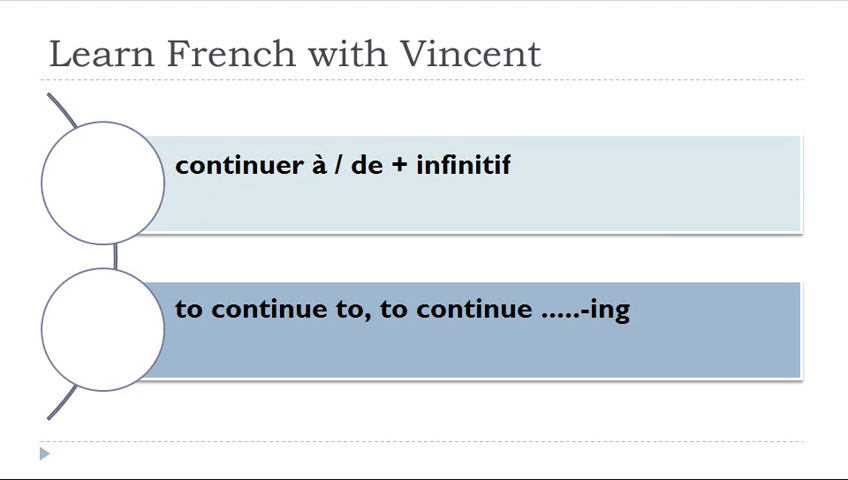 Learn French with Vincent
continuer à / de + infinitif
to continue to, to continue .....-ing